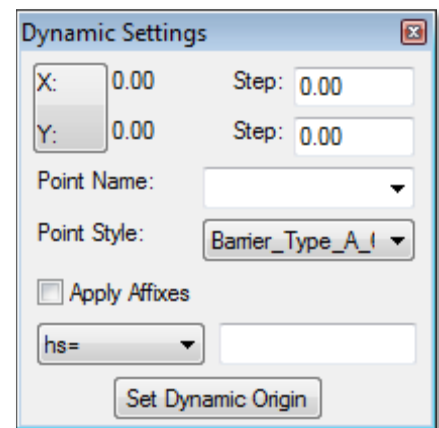 Dynamic Settings
X: 0.00 Step: 0.00
Y: 0.00 Step: 0.00
Point Name:
Point Style: Barrier_Type_A_
Apply Affixes
hs=
Set Dynamic Origin